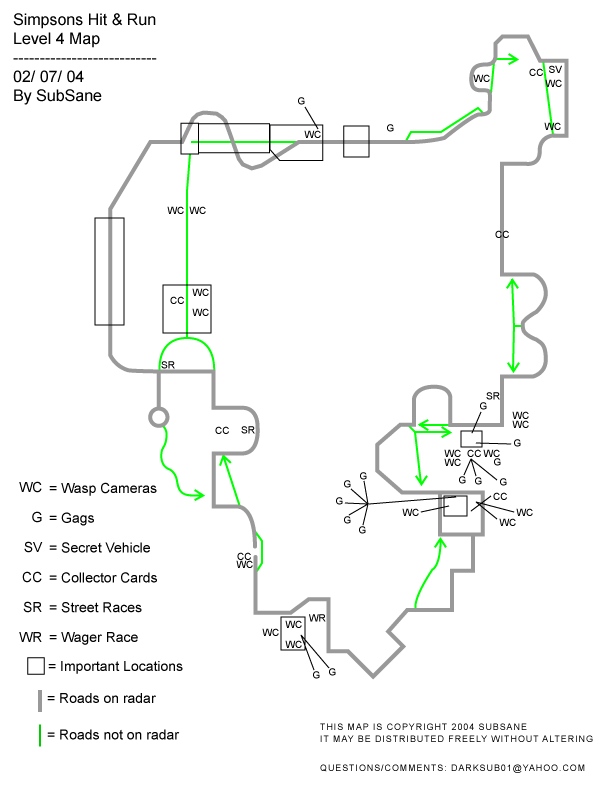 Simpsons Hit & Run
Level 4 Map
--------------------------
02/ 07/ 04
By SubSane
WC
SV
CC
WC
G
WC
G
WC
WC WC
CC
WC
CC
WC
SR
SR
G
WC
WC
CC SR
G
WC CC WC
WC G
G G
G
G
G
G
G
WC
CC
WC
WC
CC
WC
WC
WC
WC
WR
G G
WC = Wasp Cameras
G = Gags
SV = Secret Vehicle
CC = Collector Cards
SR = Street Races
WR = Wager Race
= Important Locations
= Roads on radar
= Roads not on radar
THIS MAP IS COPYRIGHT 2004 SUBSANE
IT MAY BE DISTRIBUTED FREELY WITHOUT ALTERING
QUESTIONS/COMMENTS: DARKSUB01@YAHOO.COM